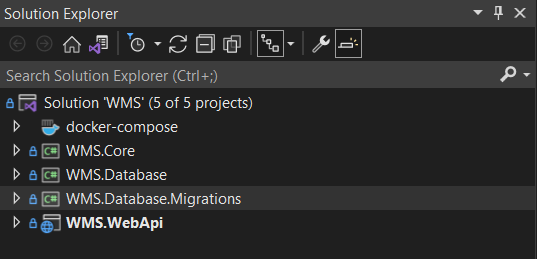 Solution Explorer
Search Solution Explorer (Ctrl+;)
Solution 'WMS' (5 of 5 projects)
docker-compose
C# WMS.Core
C# WMS.Database
C# WMS.Database.Migrations
WMS.WebApi